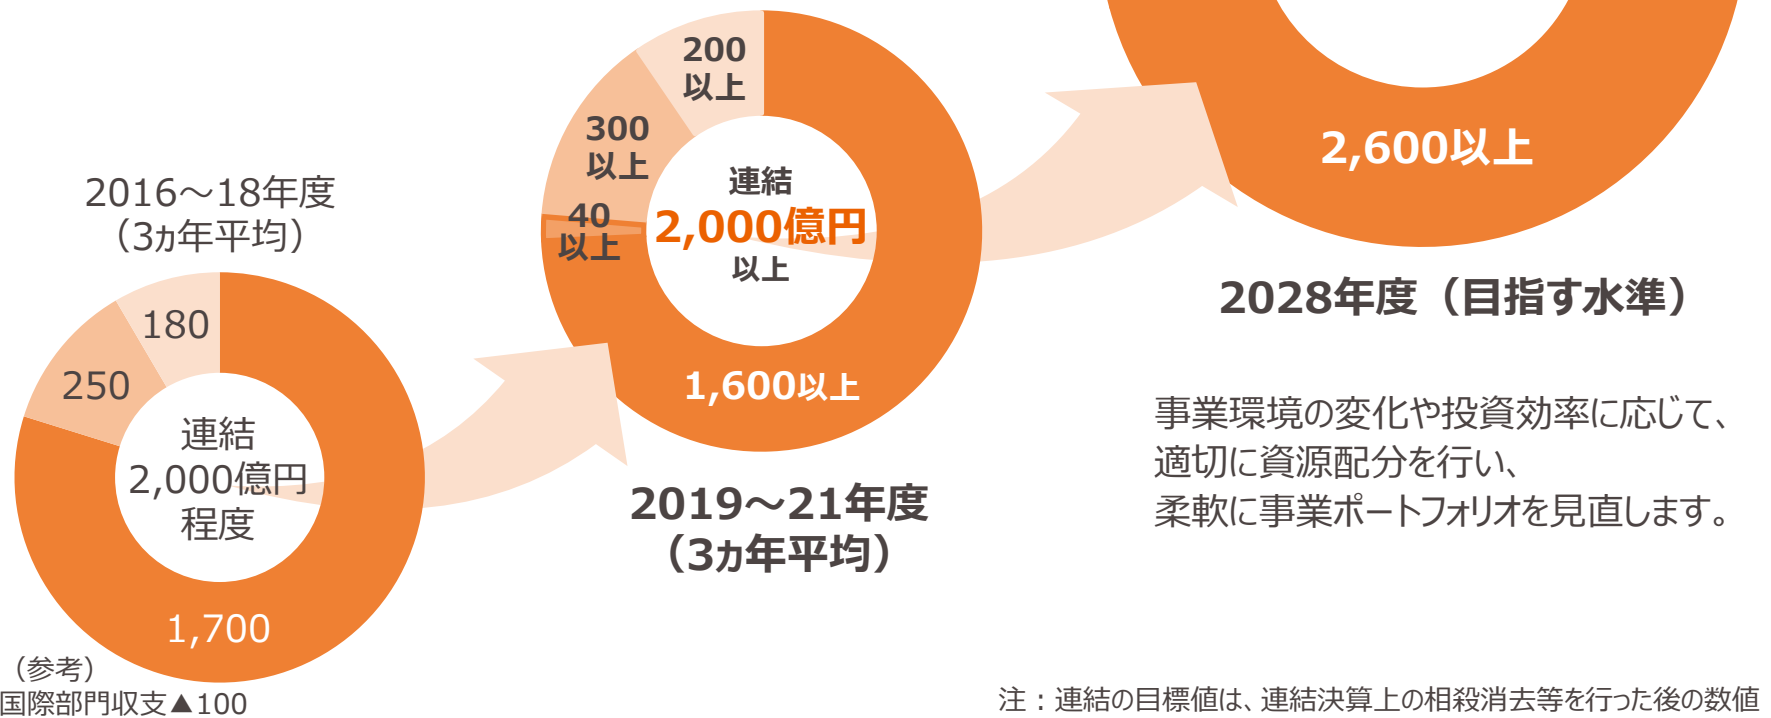 2016～18年度
（3ヵ年平均）
180
250
連結
2,000億円
程度
1,700
（参考）
国際部門収支▲100
200
以上
300
以上
40
以上
連結
2,000億円
以上
1,600以上
2019～21年度
（3ヵ年平均）
2,600以上
2028年度（目指す水準）
事業環境の変化や投資効率に応じて、
適切に資源配分を行い、
柔軟に事業ポートフォリオを見直します。
注：連結の目標値は、連結決算上の相殺消去等を行った後の数値